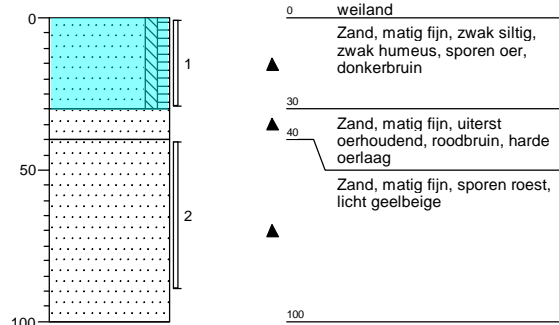 0
50
100
1
2
0
weiland
Zand, matig fijn, zwak siltig,
zwak humeus, sporen oer,
donkerbruin
30
Zand, matig fijn, uiterst
oerhoudend, roodbruin, harde
oerlaag
40
Zand, matig fijn, sporen roest,
licht geelbeige
100